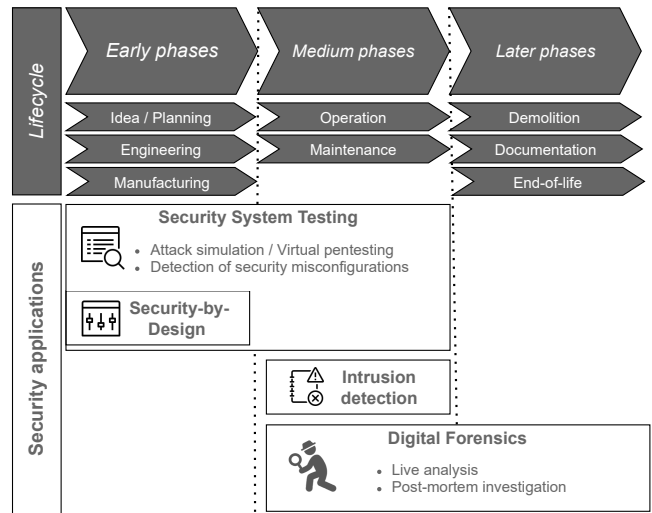 Lifecycle
Early phases
Medium phases
Later phases
Idea / Planning
Operation
Demolition
Engineering
Maintenance
Documentation
Manufacturing
End-of-life
Security applications
Security System Testing
• Attack simulation / Virtual pentesting
• Detection of security misconfigurations
Security-by-
Design
Intrusion
detection
Digital Forensics
• Live analysis
• Post-mortem investigation